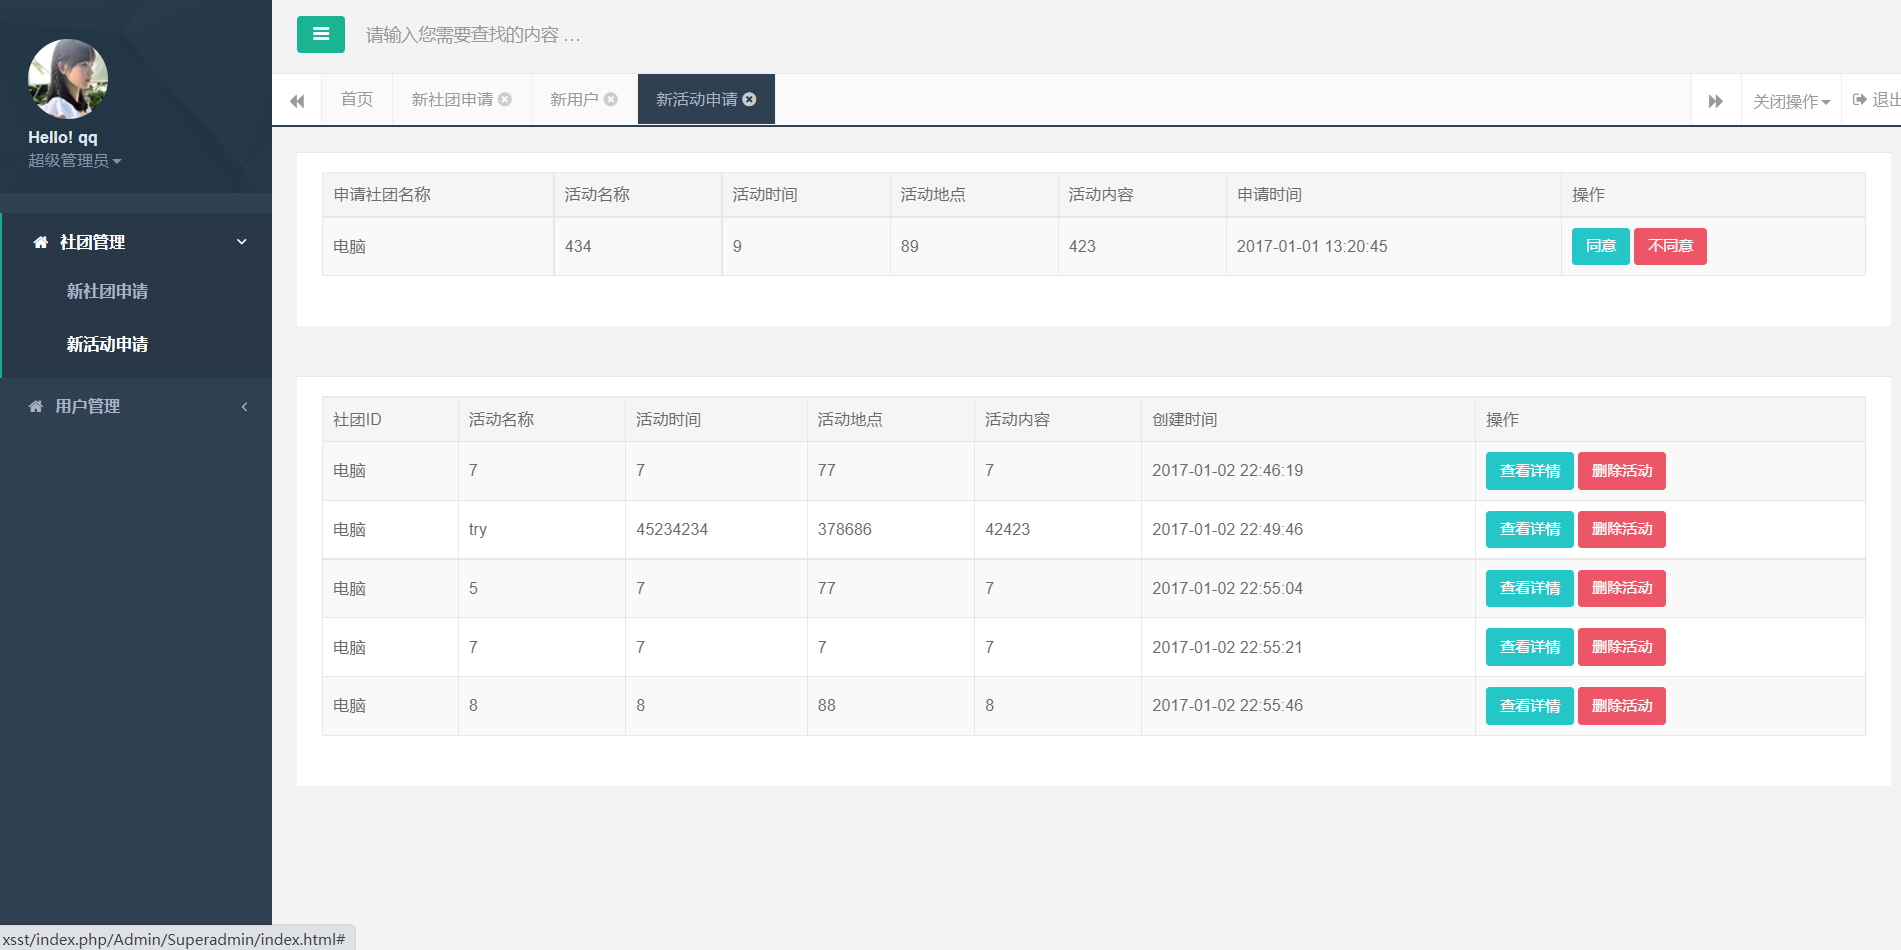 请输入您需要查找的内容 …
首页 新社团申请 新用户 新活动申请 关闭操作 退出
Hello! qq
超级管理员
社团管理
新社团申请
新活动申请
用户管理
申请社团名称 活动名称 活动时间 活动地点 活动内容 申请时间 操作
电脑 434 9 89 423 2017-01-01 13:20:45 同意 不同意
社团ID 活动名称 活动时间 活动地点 活动内容 创建时间 操作
电脑 7 7 77 7 2017-01-02 22:46:19 查看详情 删除活动
电脑 try 45234234 378686 42423 2017-01-02 22:49:46 查看详情 删除活动
电脑 5 7 77 7 2017-01-02 22:55:04 查看详情 删除活动
电脑 7 7 7 7 2017-01-02 22:55:21 查看详情 删除活动
电脑 8 8 88 8 2017-01-02 22:55:46 查看详情 删除活动
xsst/index.php/Admin/Superadmin/index.html#